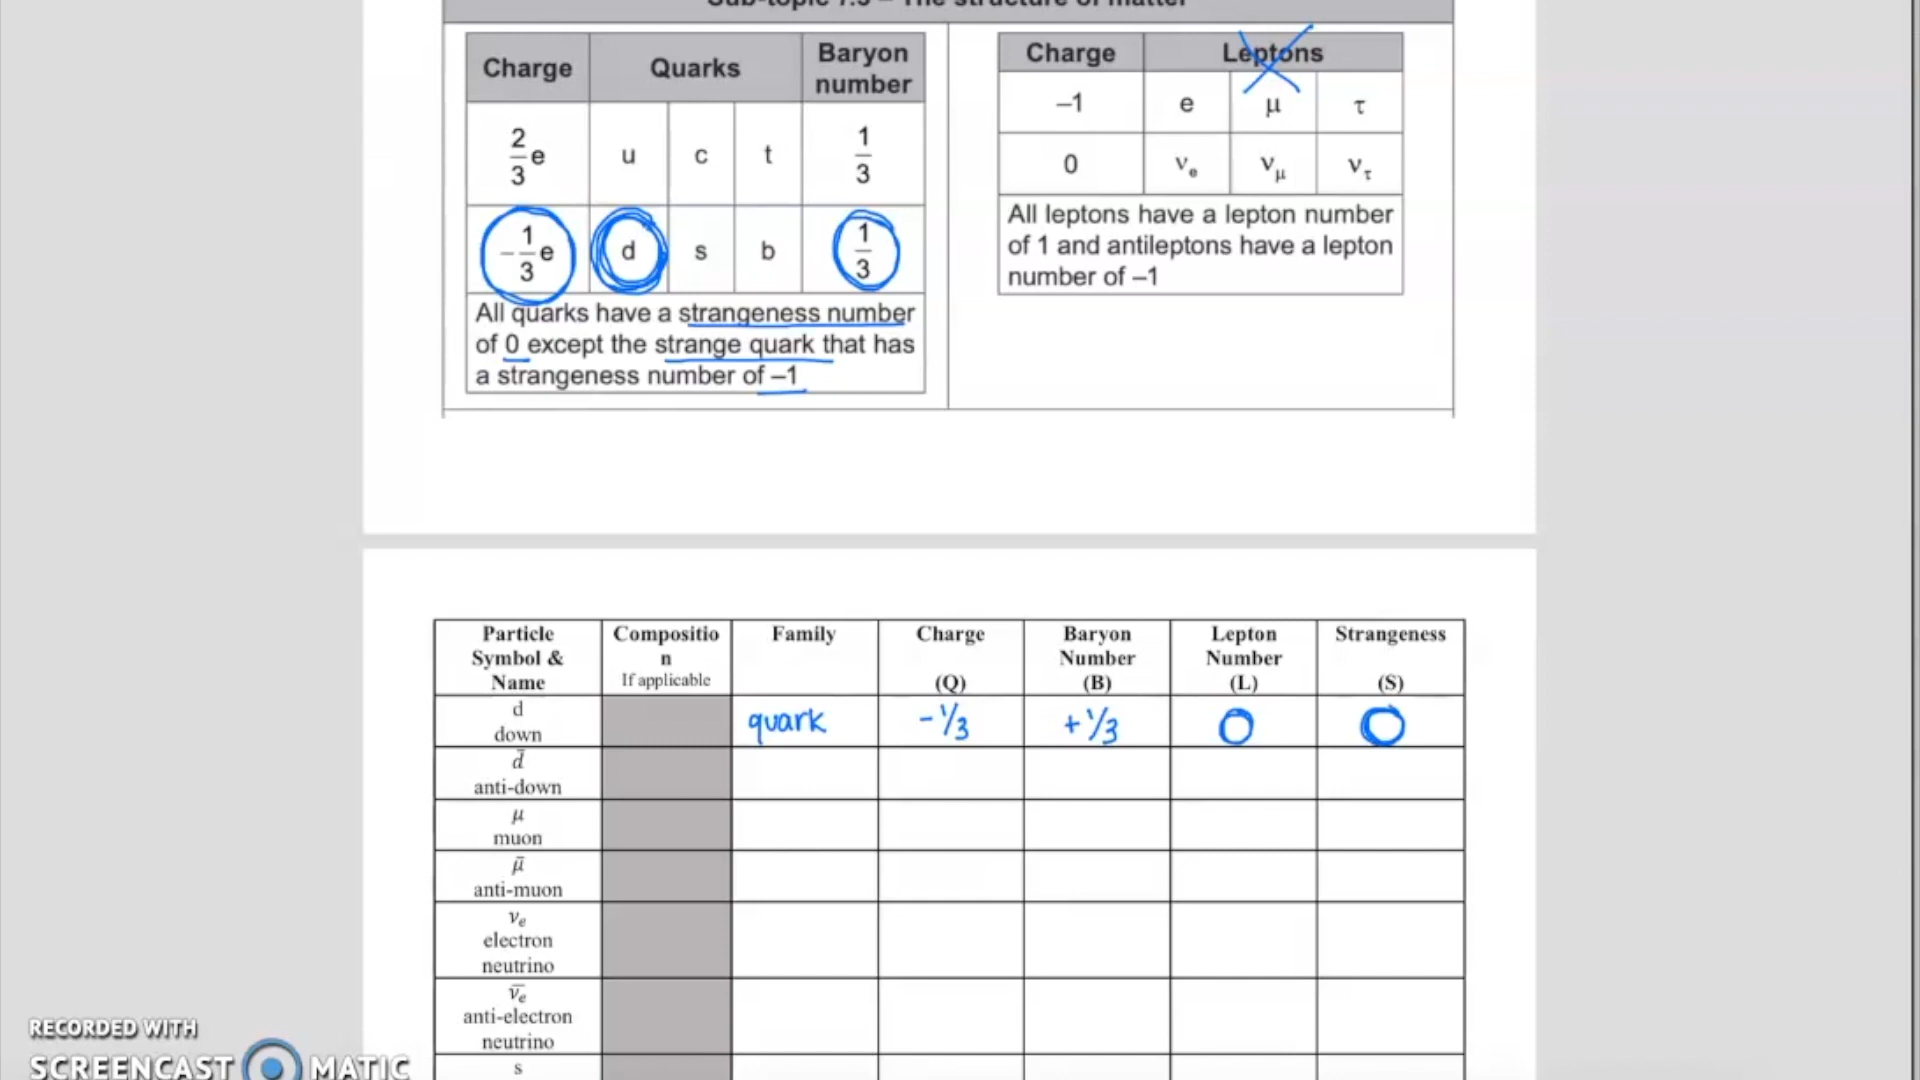 Sub-topic 7.3 – The structure of matter
Charge Quarks Baryon number
2/3 e u c t 1/3
–1/3 e d s b 1/3
All quarks have a strangeness number
of 0 except the strange quark that has
a strangeness number of –1
Charge Leptons
–1 e μ τ
0 νe νμ ντ
All leptons have a lepton number
of 1 and antileptons have a lepton
number of –1
Particle Symbol & Name Compositio n If applicable Family Charge (Q) Baryon Number (B) Lepton Number (L) Strangeness (S)
d
down quark -1/3 +1/3 0 0
d̄
anti-down
μ
muon
μ̄
anti-muon
νe
electron
neutrino
ν̄e
anti-electron
neutrino
s
RECORDED WITH
SCREENCAST MATIC